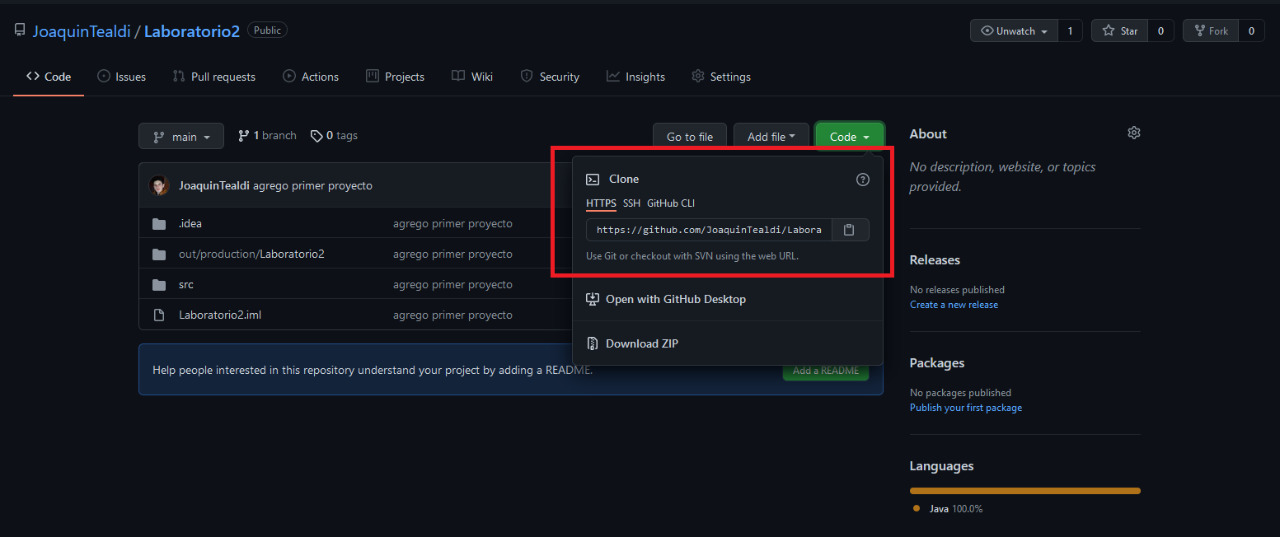 JoaquinTealdi / Laboratorio2 Public
Unwatch 1 Star 0 Fork 0
Code Issues Pull requests Actions Projects Wiki Security Insights Settings
main 1 branch 0 tags Go to file Add file Code
JoaquinTealdi agrego primer proyecto
.idea agrego primer proyecto
out/production/Laboratorio2 agrego primer proyecto
src agrego primer proyecto
Laboratorio2.iml agrego primer proyecto
Clone
HTTPS SSH GitHub CLI
https://github.com/JoaquinTealdi/Labora
Use Git or checkout with SVN using the web URL.
Open with GitHub Desktop
Download ZIP
Help people interested in this repository understand your project by adding a README. Add a README
About
No description, website, or topics
provided.
Releases
No releases published
Create a new release
Packages
No packages published
Publish your first package
Languages
Java 100.0%